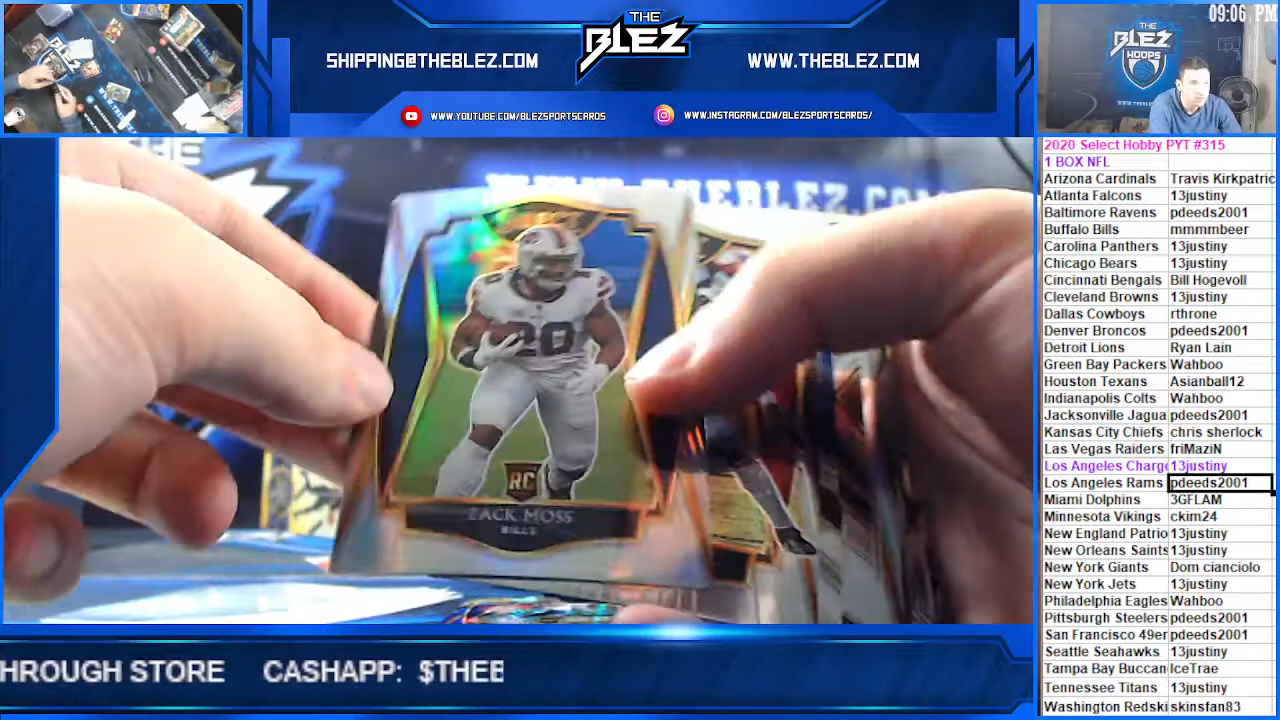 THE
BLEZ
SHIPPING@THEBLEZ.COM
WWW.THEBLEZ.COM
WWW.YOUTUBE.COM/BLEZSPORTSCARDS
WWW.INSTAGRAM.COM/BLEZSPORTSCARDS/
09:06 PM
THE
BLEZ
HOOPS
2020 Select Hobby PYT #315
1 BOX NFL
Arizona Cardinals Travis Kirkpatric
Atlanta Falcons 13justiny
Baltimore Ravens pdeeds2001
Buffalo Bills mmmmbeer
Carolina Panthers 13justiny
Chicago Bears 13justiny
Cincinnati Bengals Bill Hogevoll
Cleveland Browns 13justiny
Dallas Cowboys rthrone
Denver Broncos pdeeds2001
Detroit Lions Ryan Lain
Green Bay Packers Wahboo
Houston Texans Asianball12
Indianapolis Colts Wahboo
Jacksonville Jagua pdeeds2001
Kansas City Chiefs chris sherlock
Las Vegas Raiders friMaziN
Los Angeles Charge 13justiny
Los Angeles Rams pdeeds2001
Miami Dolphins 3GFLAM
Minnesota Vikings ckim24
New England Patrio 13justiny
New Orleans Saints 13justiny
New York Giants Dom cianciolo
New York Jets 13justiny
Philadelphia Eagles Wahboo
Pittsburgh Steelers pdeeds2001
San Francisco 49er pdeeds2001
Seattle Seahawks 13justiny
Tampa Bay Buccan IceTrae
Tennessee Titans 13justiny
Washington Redski skinsfan83
THE
20
RC
ZACK MOSS
BILLS
HROUGH STORE CASHAPP: $THEB